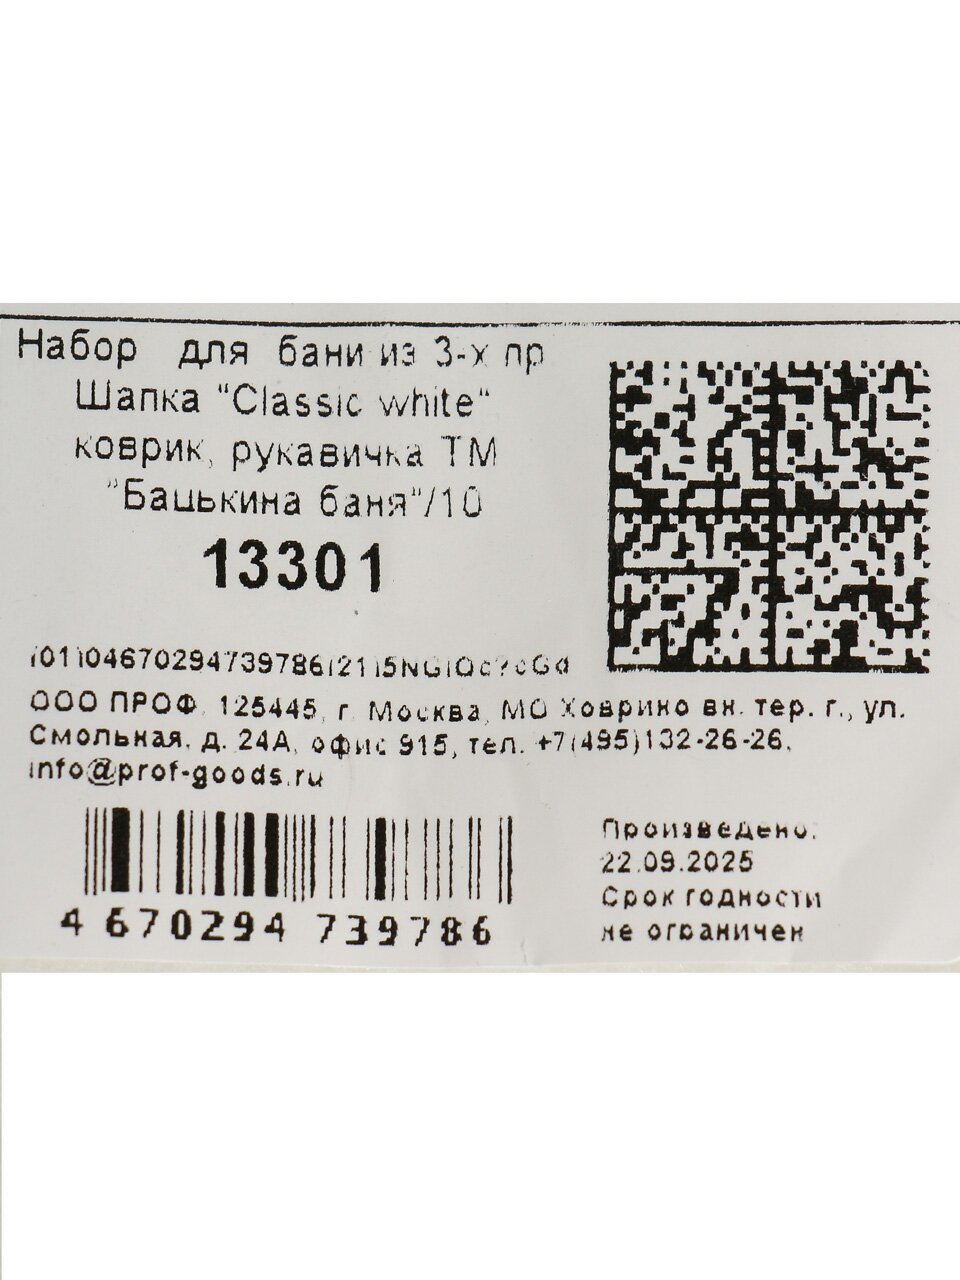 Набор для бани из 3-х пр
Шапка "Classic white"
коврик, рукавичка ТМ
"Бацькина баня"/10
13301
(01)04670294739786(21)
ООО ПРОФ, 125445, г. Москва, МО Ховрино вн. тер. г., ул.
Смольная, д. 24А, офис 915, тел. +7(495)132-26-26,
info@prof-goods.ru
4 670294 739786
Произведено:
22.09.2025
Срок годности
не ограничен